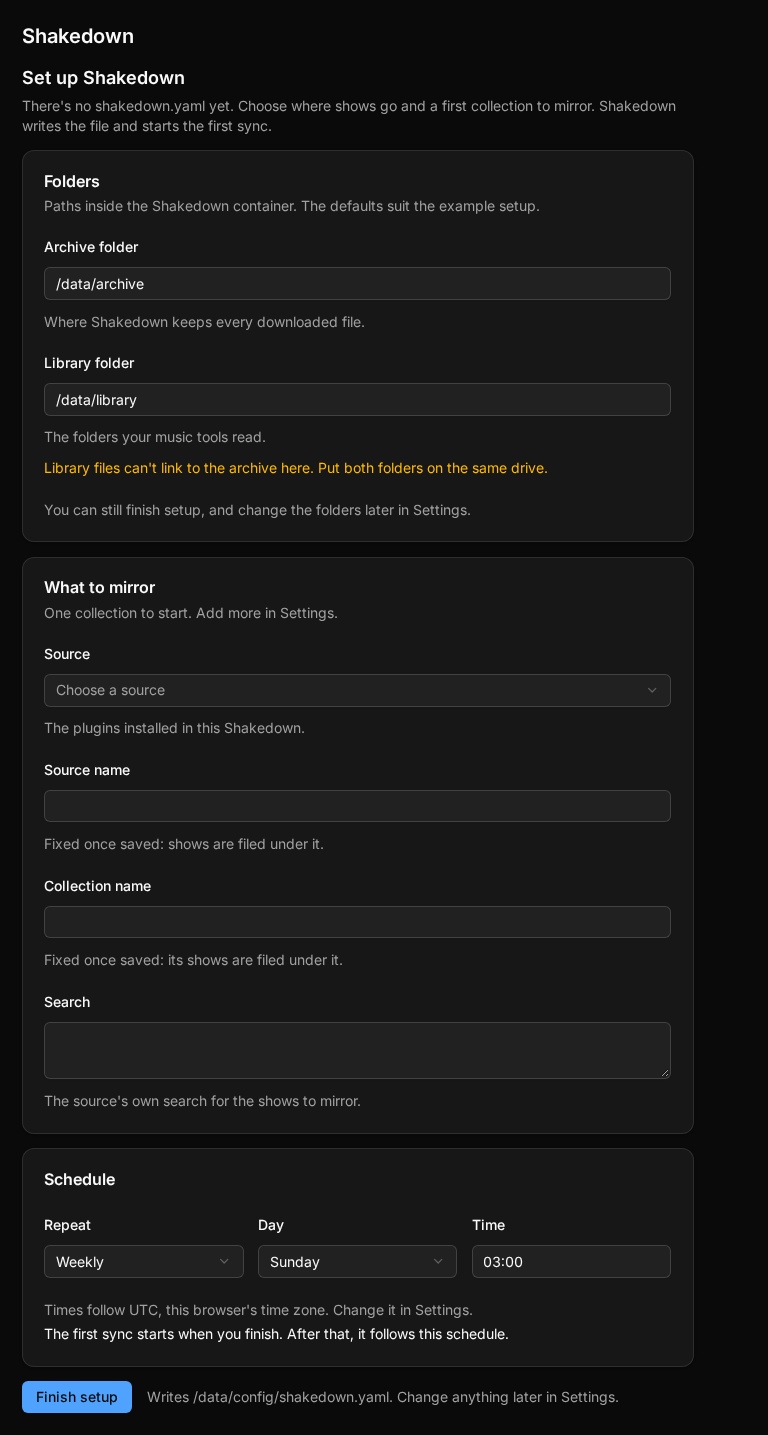 Shakedown
Set up Shakedown
There's no shakedown.yaml yet. Choose where shows go and a first collection to mirror. Shakedown
writes the file and starts the first sync.
Folders
Paths inside the Shakedown container. The defaults suit the example setup.
Archive folder
/data/archive
Where Shakedown keeps every downloaded file.
Library folder
/data/library
The folders your music tools read.
Library files can't link to the archive here. Put both folders on the same drive.
You can still finish setup, and change the folders later in Settings.
What to mirror
One collection to start. Add more in Settings.
Source
Choose a source
The plugins installed in this Shakedown.
Source name
Fixed once saved: shows are filed under it.
Collection name
Fixed once saved: its shows are filed under it.
Search
The source's own search for the shows to mirror.
Schedule
Repeat Day Time
Weekly Sunday 03:00
Times follow UTC, this browser's time zone. Change it in Settings.
The first sync starts when you finish. After that, it follows this schedule.
Finish setup Writes /data/config/shakedown.yaml. Change anything later in Settings.